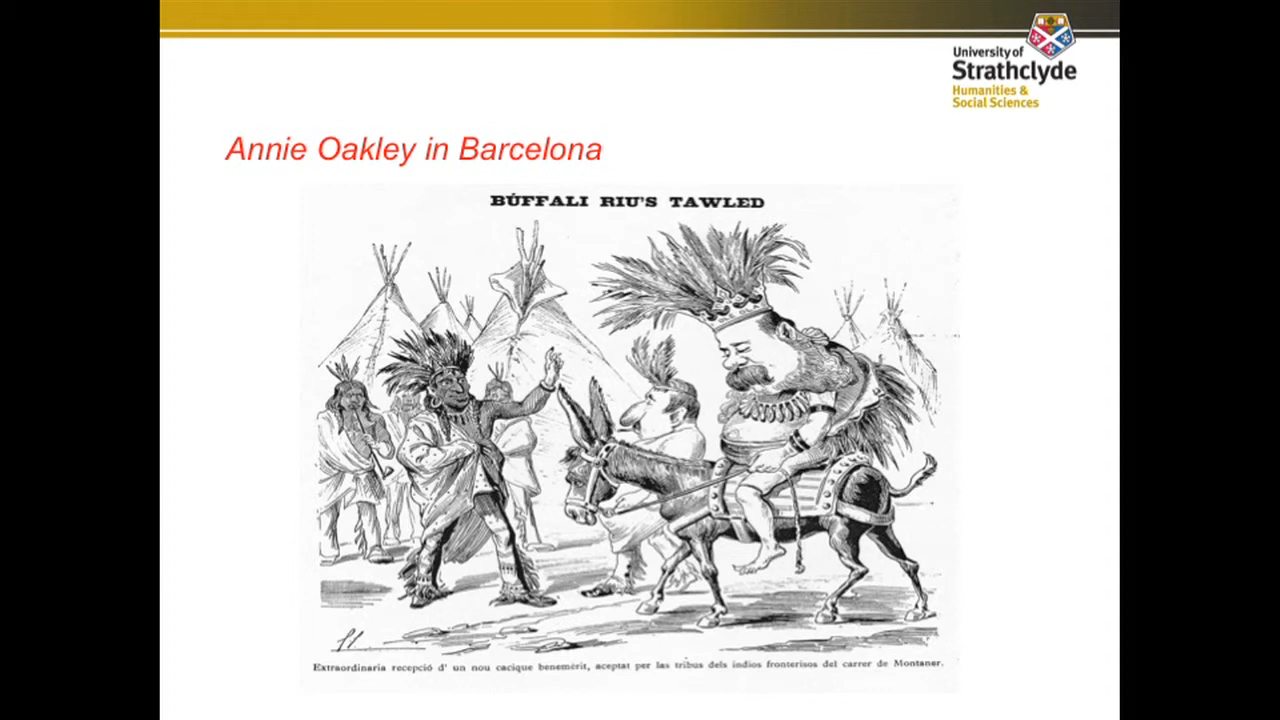 University of
Strathclyde
Humanities &
Social Sciences
Annie Oakley in Barcelona
BÚFFALI RIU'S TAWLED
Extraordinaria recepció d' un nou cacique benemérit, aceptat per las tribus dels indios fronterisos del carrer de Montaner.